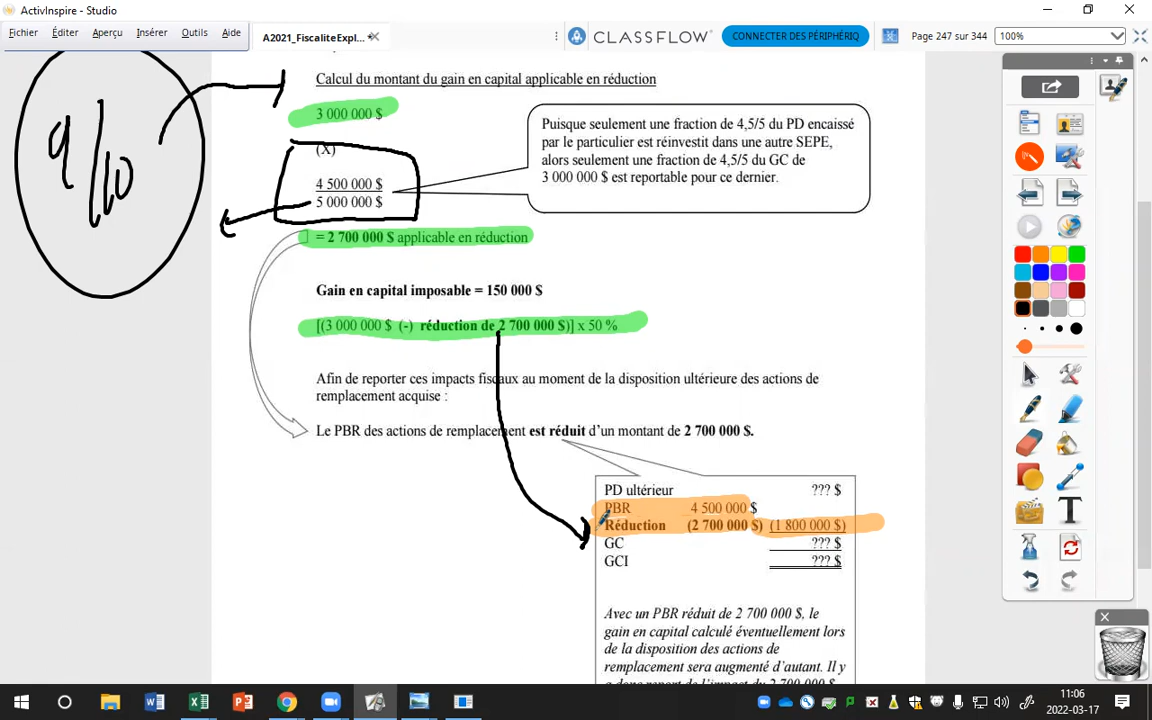 ActivInspire - Studio
Fichier Éditer Aperçu Insérer Outils Aide
A2021_FiscaliteExpl...
CLASSFLOW
CONNECTER DES PÉRIPHÉRIQ
Page 247 sur 344
100%
Calcul du montant du gain en capital applicable en réduction
3 000 000 $
(X)
4 500 000 $
5 000 000 $
9/10
Puisque seulement une fraction de 4,5/5 du PD encaissé
par le particulier est réinvestit dans une autre SEPE,
alors seulement une fraction de 4,5/5 du GC de
3 000 000 $ est reportable pour ce dernier.
= 2 700 000 $ applicable en réduction
Gain en capital imposable = 150 000 $
[(3 000 000 $ (-) réduction de 2 700 000 $)] x 50 %
Afin de reporter ces impacts fiscaux au moment de la disposition ultérieure des actions de
remplacement acquise :
Le PBR des actions de remplacement est réduit d'un montant de 2 700 000 $.
PD ultérieur ??? $
PBR 4 500 000 $
Réduction (2 700 000 $) (1 800 000 $)
GC ??? $
GCI ??? $
Avec un PBR réduit de 2 700 000 $, le
gain en capital calculé éventuellement lors
de la disposition des actions de
remplacement sera augmenté d'autant. Il y
a donc report de l'impact du 2 700 000 $
11:06
2022-03-17